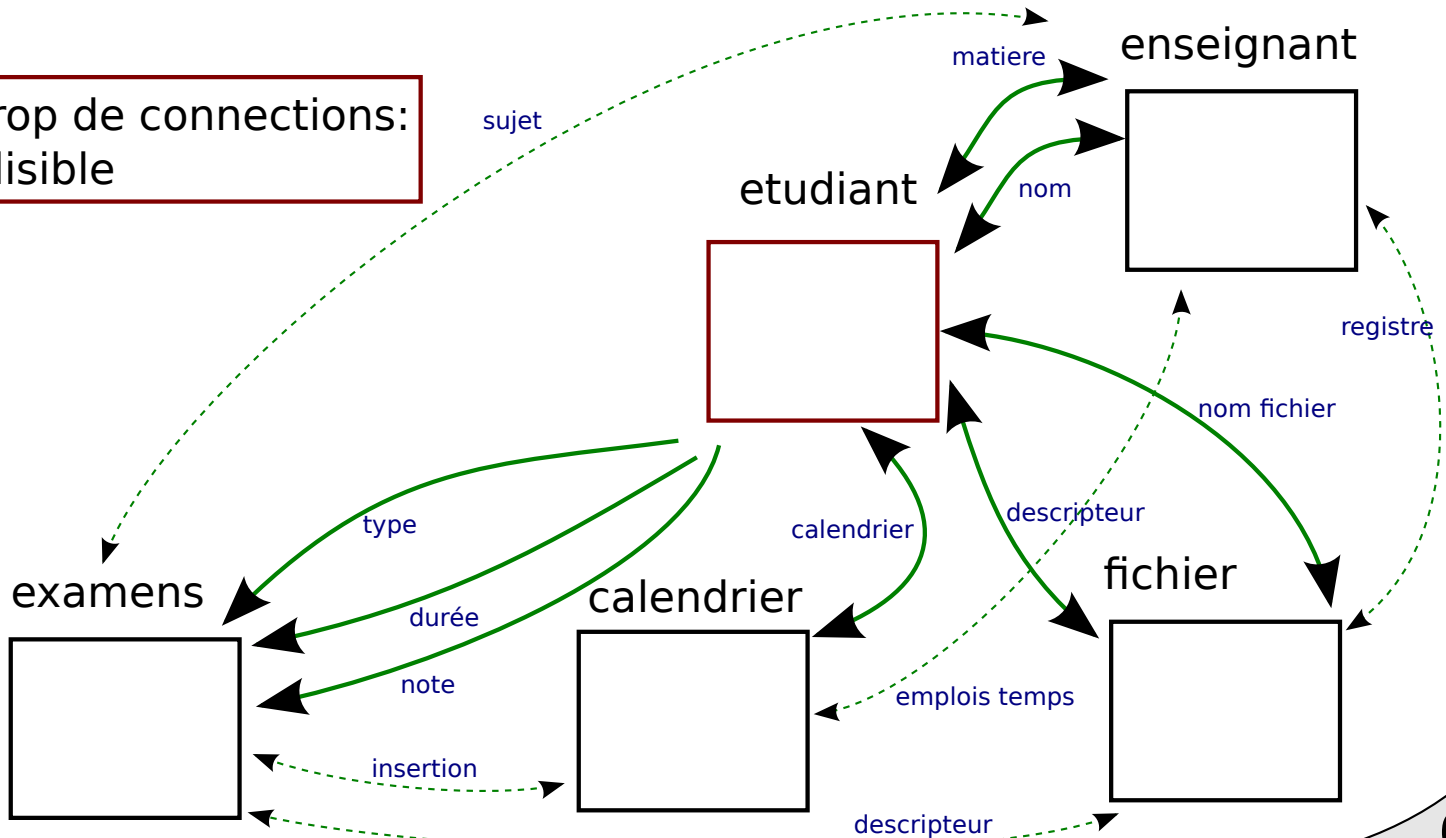 enseignant
matiere
rop de connections:
lisible
sujet
etudiant
nom
registre
nom fichier
type
calendrier
descripteur
examens
durée
calendrier
fichier
note
emplois temps
insertion
descripteur